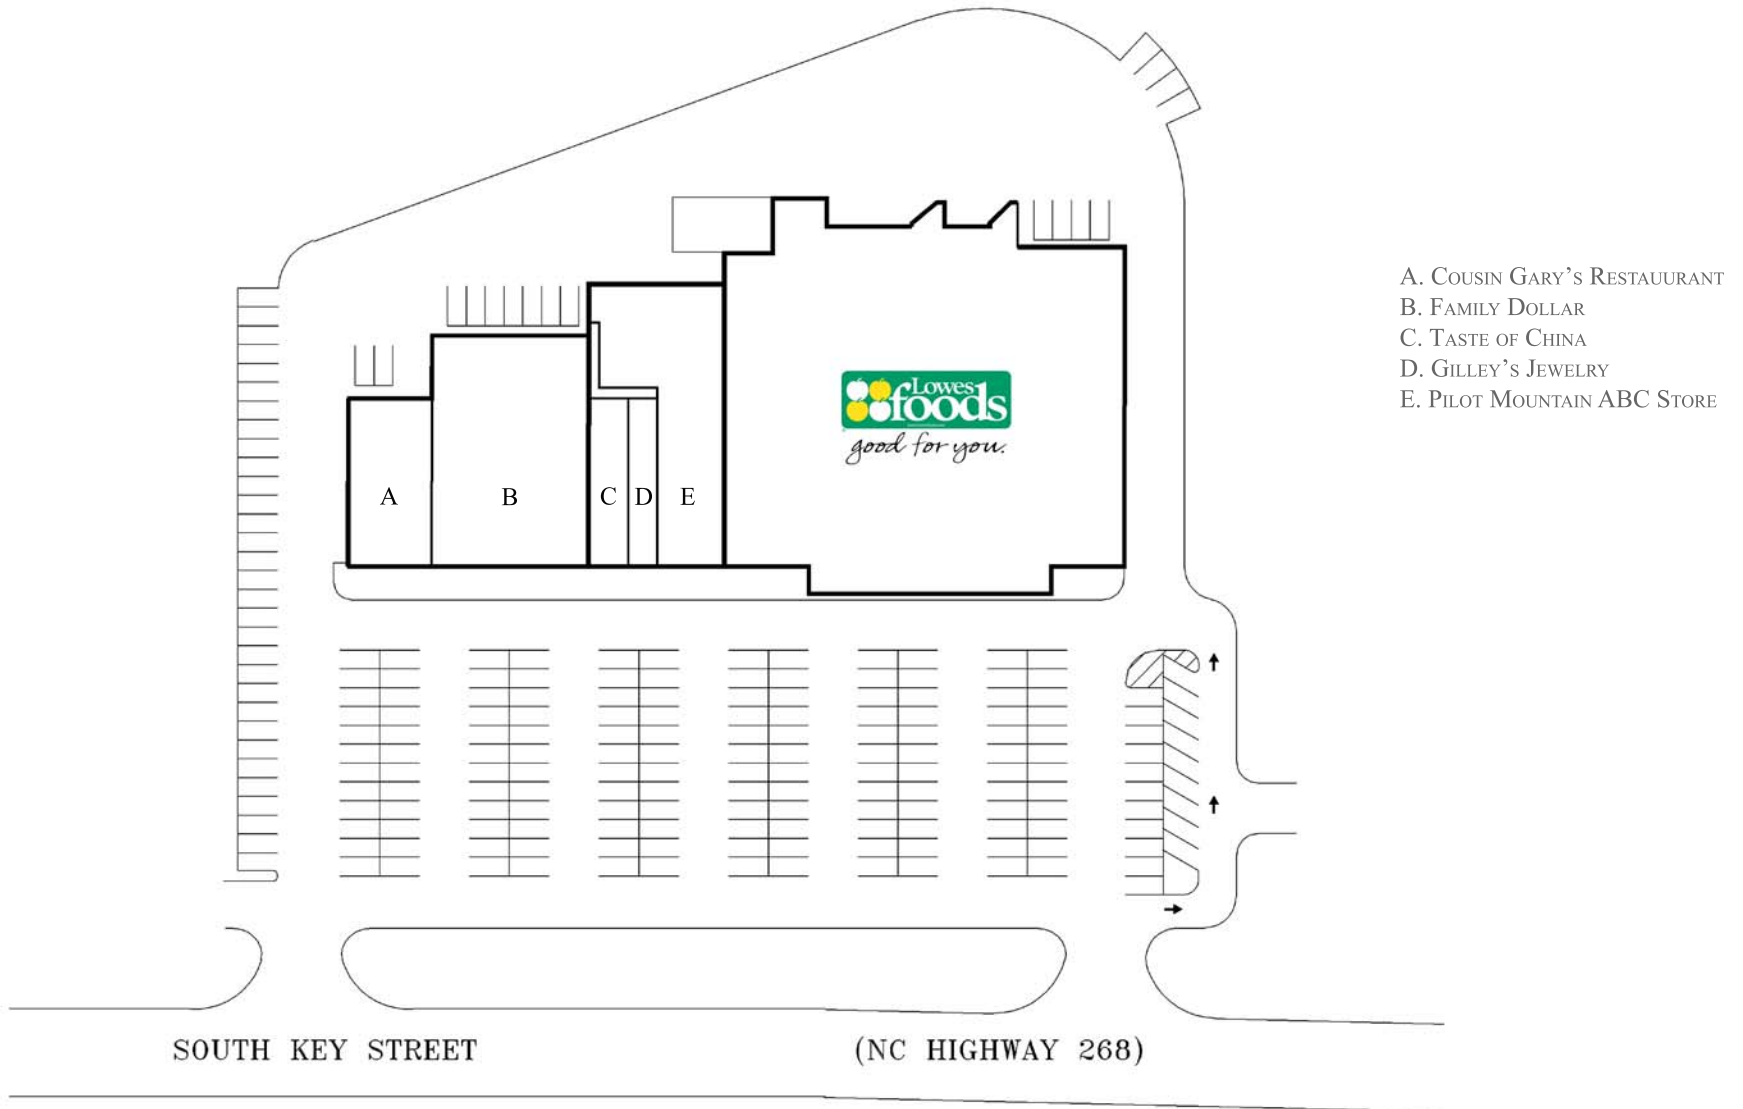 Lowes
foods
good for you.
A. Cousin Gary's Restauurant
B. Family Dollar
C. Taste of China
D. Gilley's Jewelry
E. Pilot Mountain ABC Store
A B C D E
SOUTH KEY STREET (NC HIGHWAY 268)